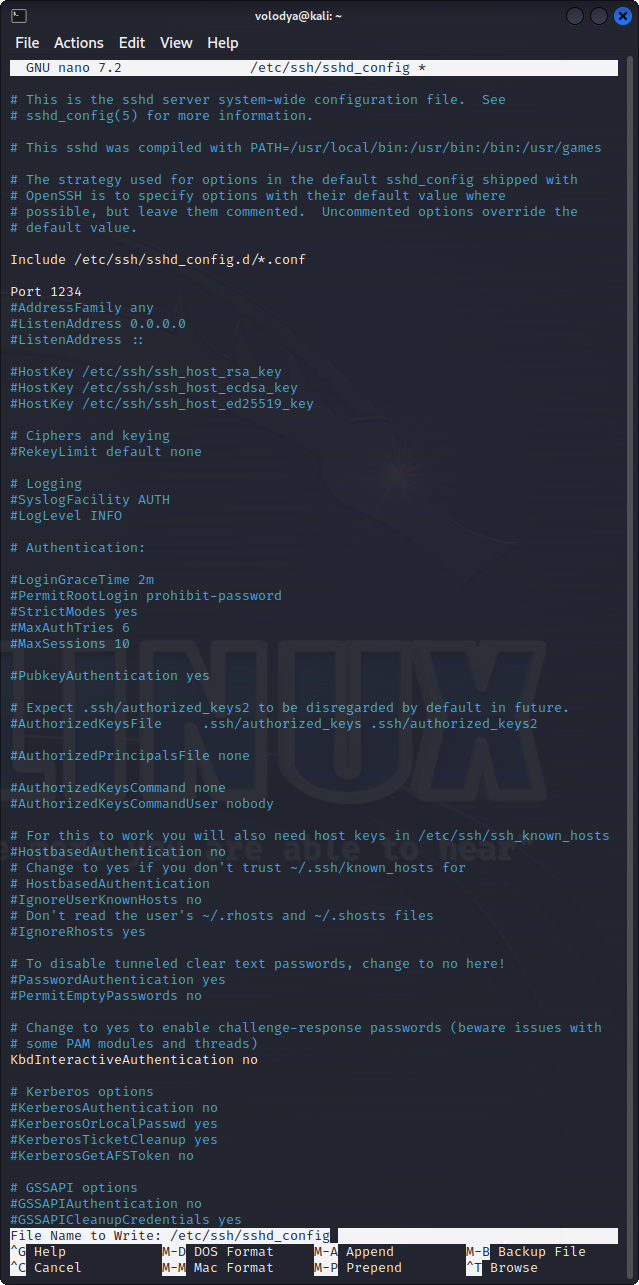 volodya@kali: ~
File Actions Edit View Help
GNU nano 7.2 /etc/ssh/sshd_config *
# This is the sshd server system-wide configuration file.  See
# sshd_config(5) for more information.
# This sshd was compiled with PATH=/usr/local/bin:/usr/bin:/bin:/usr/games
# The strategy used for options in the default sshd_config shipped with
# OpenSSH is to specify options with their default value where
# possible, but leave them commented.  Uncommented options override the
# default value.
Include /etc/ssh/sshd_config.d/*.conf
Port 1234
#AddressFamily any
#ListenAddress 0.0.0.0
#ListenAddress ::
#HostKey /etc/ssh/ssh_host_rsa_key
#HostKey /etc/ssh/ssh_host_ecdsa_key
#HostKey /etc/ssh/ssh_host_ed25519_key
# Ciphers and keying
#RekeyLimit default none
# Logging
#SyslogFacility AUTH
#LogLevel INFO
# Authentication:
#LoginGraceTime 2m
#PermitRootLogin prohibit-password
#StrictModes yes
#MaxAuthTries 6
#MaxSessions 10
#PubkeyAuthentication yes
# Expect .ssh/authorized_keys2 to be disregarded by default in future.
#AuthorizedKeysFile     .ssh/authorized_keys .ssh/authorized_keys2
#AuthorizedPrincipalsFile none
#AuthorizedKeysCommand none
#AuthorizedKeysCommandUser nobody
# For this to work you will also need host keys in /etc/ssh/ssh_known_hosts
#HostbasedAuthentication no
# Change to yes if you don't trust ~/.ssh/known_hosts for
# HostbasedAuthentication
#IgnoreUserKnownHosts no
# Don't read the user's ~/.rhosts and ~/.shosts files
#IgnoreRhosts yes
# To disable tunneled clear text passwords, change to no here!
#PasswordAuthentication yes
#PermitEmptyPasswords no
# Change to yes to enable challenge-response passwords (beware issues with
# some PAM modules and threads)
KbdInteractiveAuthentication no
# Kerberos options
#KerberosAuthentication no
#KerberosOrLocalPasswd yes
#KerberosTicketCleanup yes
#KerberosGetAFSToken no
# GSSAPI options
#GSSAPIAuthentication no
#GSSAPICleanupCredentials yes
File Name to Write: /etc/ssh/sshd_config
^G Help M-D DOS Format M-A Append M-B Backup File
^C Cancel M-M Mac Format M-P Prepend ^T Browse
LINUX
are able to hear"